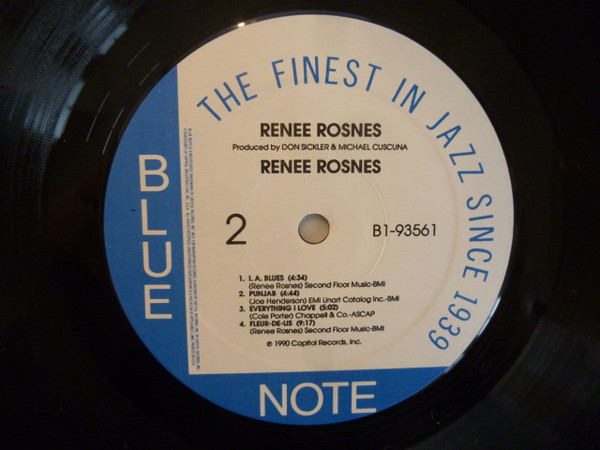 THE FINEST IN JAZZ SINCE 1939
RENEE ROSNES
Produced by DON SICKLER & MICHAEL CUSCUNA
RENEE ROSNES
2
B1-93561
1. I. A. BLUES (4:34)
(Renee Rosnes) Second Floor Music-BMI
2. PUNJAB (4:44)
(Joe Henderson) EMI Unart Catalog Inc.-BMI
3. EVERYTHING I LOVE (5:02)
(Cole Porter) Chappell & Co.-ASCAP
4. FLEUR-DE-LIS (9:17)
(Renee Rosnes) Second Floor Music-BMI
℗ 1990 Capitol Records, Inc.
BLUE
NOTE